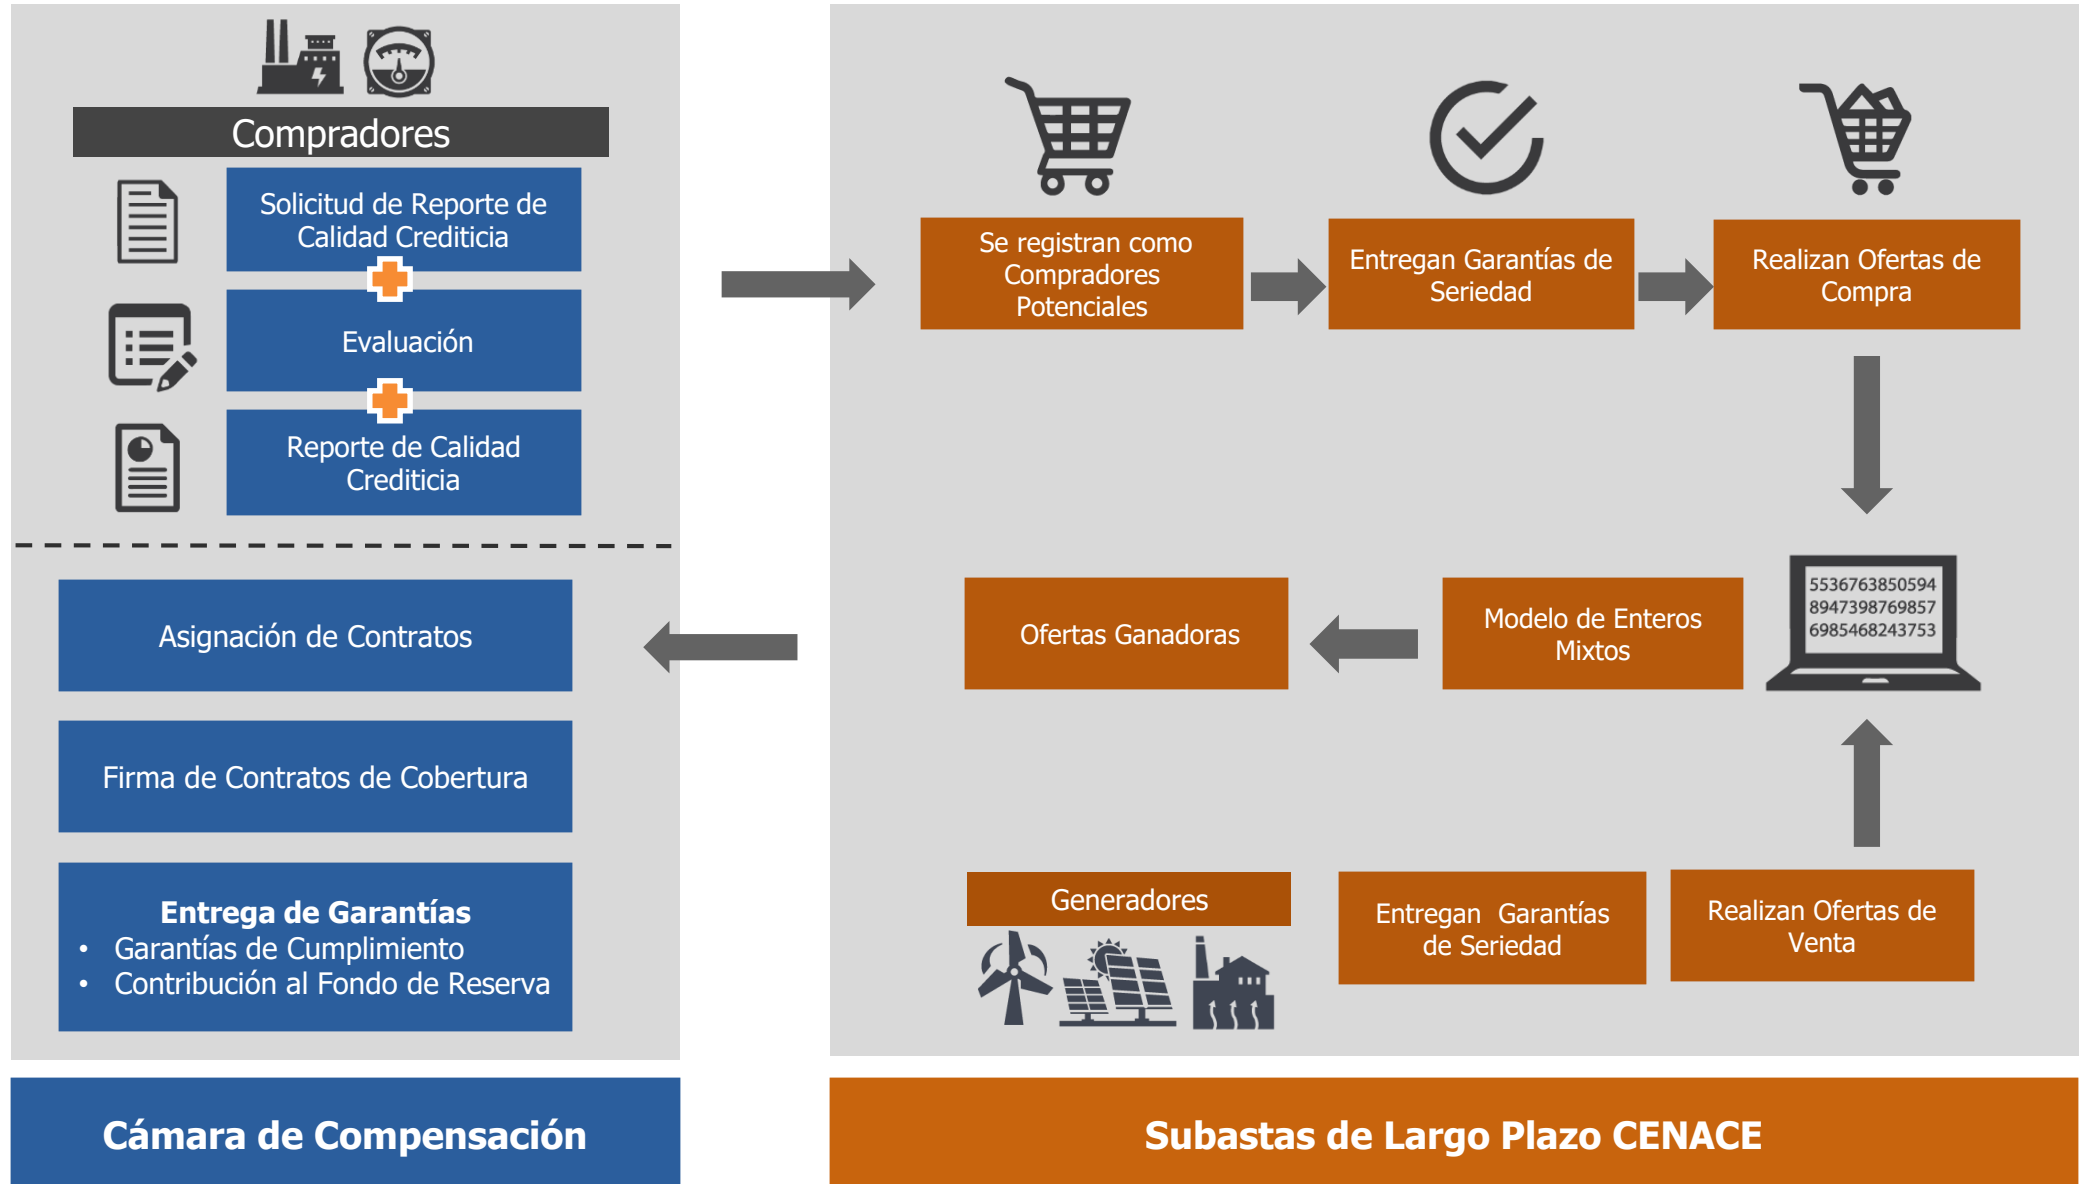 Compradores
Solicitud de Reporte de
Calidad Crediticia
Evaluación
Reporte de Calidad
Crediticia
Asignación de Contratos
Firma de Contratos de Cobertura
Entrega de Garantías
• Garantías de Cumplimiento
• Contribución al Fondo de Reserva
Cámara de Compensación
Se registran como
Compradores
Potenciales
Entregan Garantías de
Seriedad
Realizan Ofertas de
Compra
Ofertas Ganadoras
Modelo de Enteros
Mixtos
5536763850594
8947398769857
6985468243753
Generadores
Entregan  Garantías
de Seriedad
Realizan Ofertas de
Venta
Subastas de Largo Plazo CENACE